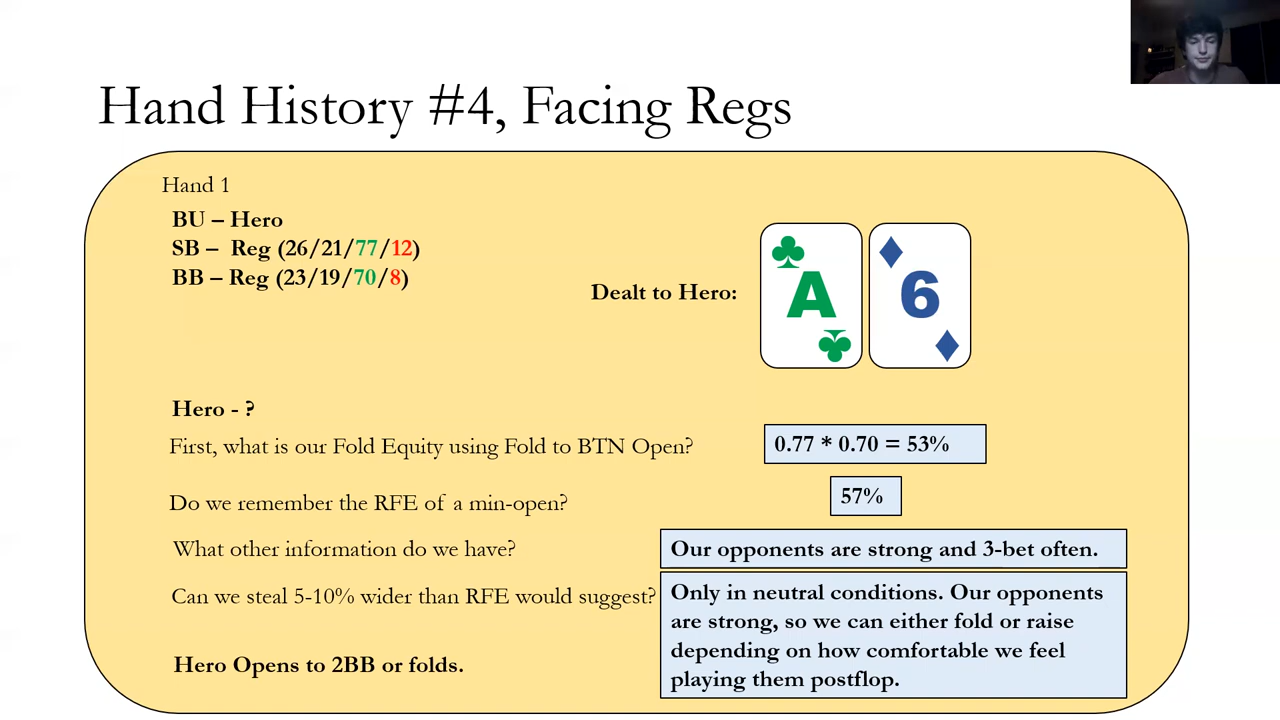 Hand History #4, Facing Regs
Hand 1
BU – Hero
SB – Reg (26/21/77/12)
BB – Reg (23/19/70/8)
Dealt to Hero:
A
6
Hero - ?
First, what is our Fold Equity using Fold to BTN Open?
0.77 * 0.70 = 53%
Do we remember the RFE of a min-open?
57%
What other information do we have?
Our opponents are strong and 3-bet often.
Can we steal 5-10% wider than RFE would suggest?
Only in neutral conditions. Our opponents
are strong, so we can either fold or raise
depending on how comfortable we feel
playing them postflop.
Hero Opens to 2BB or folds.